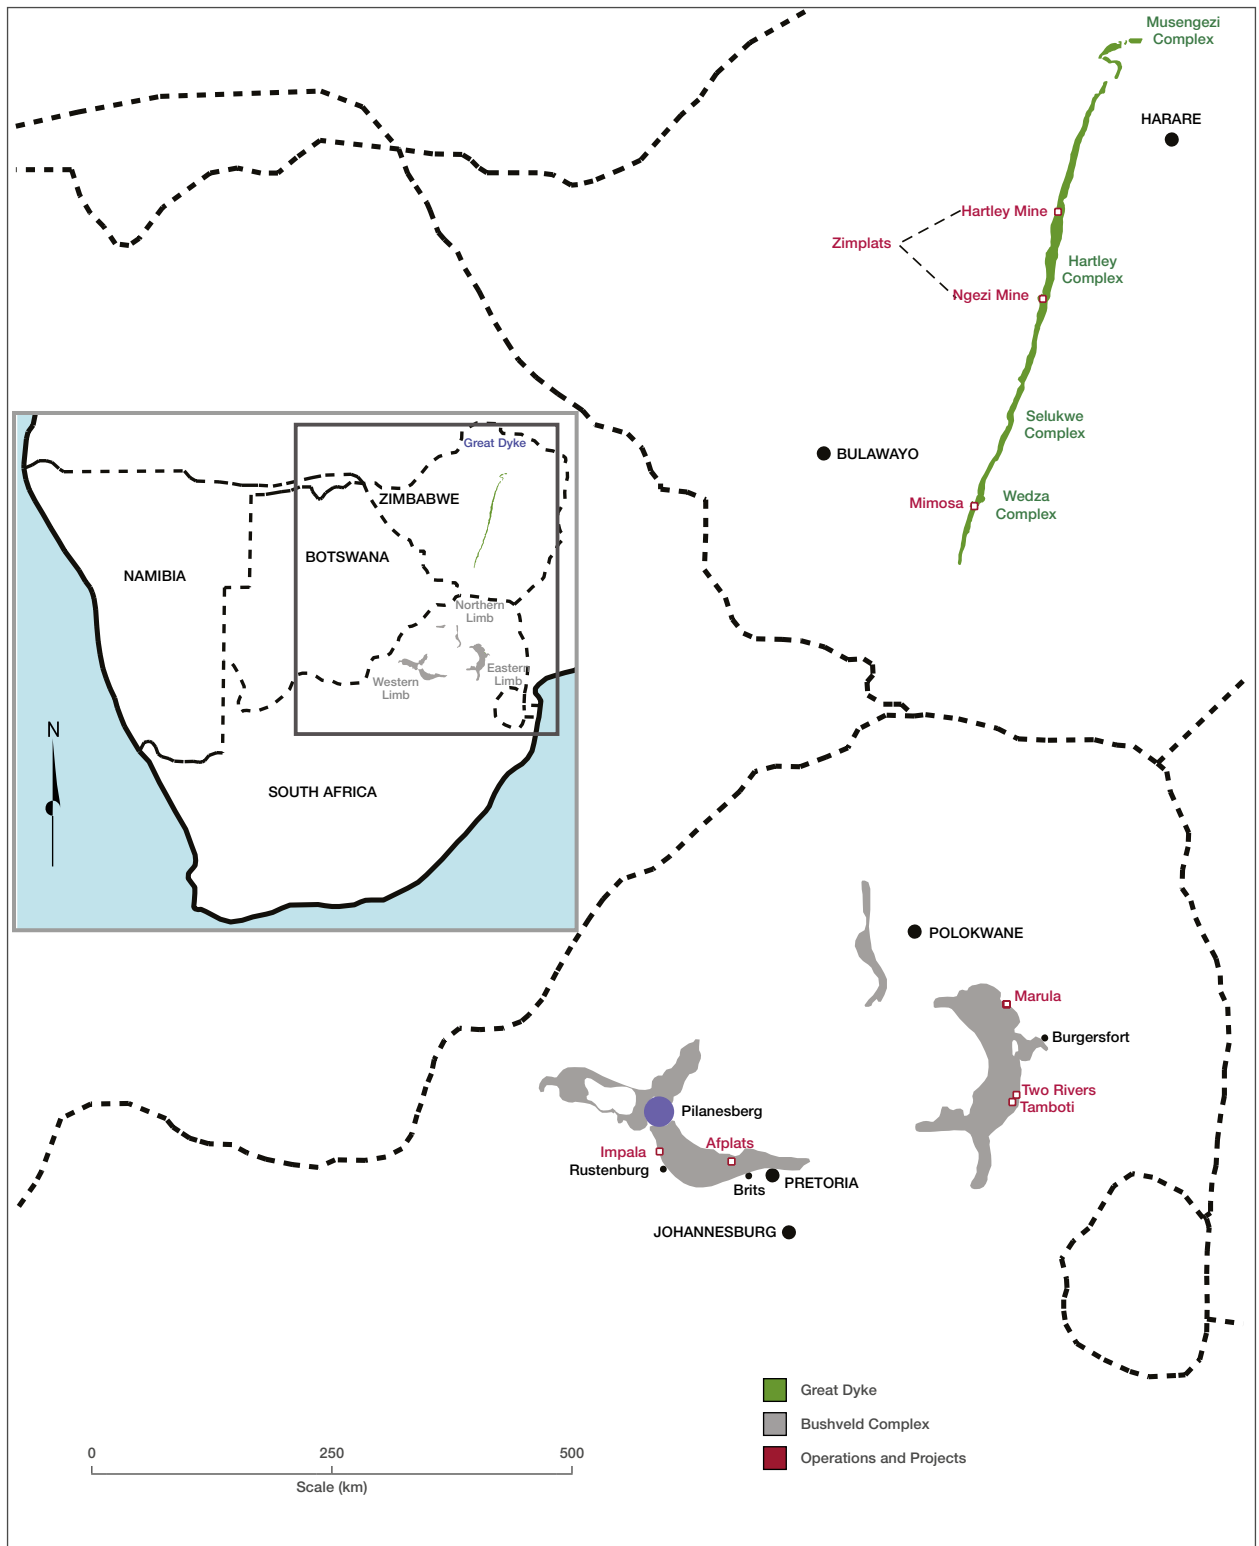 Musengezi
Complex
HARARE
Hartley Mine
Zimplats
Hartley
Complex
Ngezi Mine
Selukwe
Complex
BULAWAYO
Mimosa
Wedza
Complex
Great Dyke
ZIMBABWE
BOTSWANA
NAMIBIA
Northern
Limb
Eastern
Limb
Western
Limb
N
SOUTH AFRICA
POLOKWANE
Marula
Burgersfort
Two Rivers
Tamboti
Pilanesberg
Afplats
Impala
Rustenburg
Brits
PRETORIA
JOHANNESBURG
Great Dyke
Bushveld Complex
Operations and Projects
0 250 500
Scale (km)